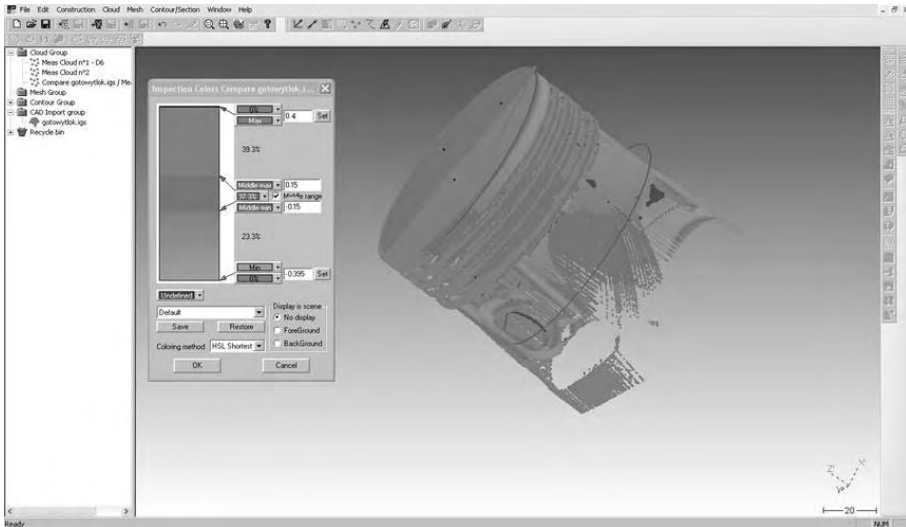 File Edit Construction Cloud Mesh Contour/Section Window Help
Cloud Group
Meas Cloud n°1 - D6
Meas Cloud n°2
Compare gotowytlok.igs / Mea
Mesh Group
Contour Group
CAD Import group
gotowytlok.igs
Recycle bin
Inspection Colors Compare gotowytlok.i...
0%
Max 0.4 Set
39.3%
Middle max 0.15
Middle range
Middle min -0.15
23.3%
-0.395 Set
0%
Undefined
Default
Save Restore
Coloring method HSL Shortest
Display is scene
No display
ForeGround
BackGround
OK Cancel
Z X
20
Ready NUM